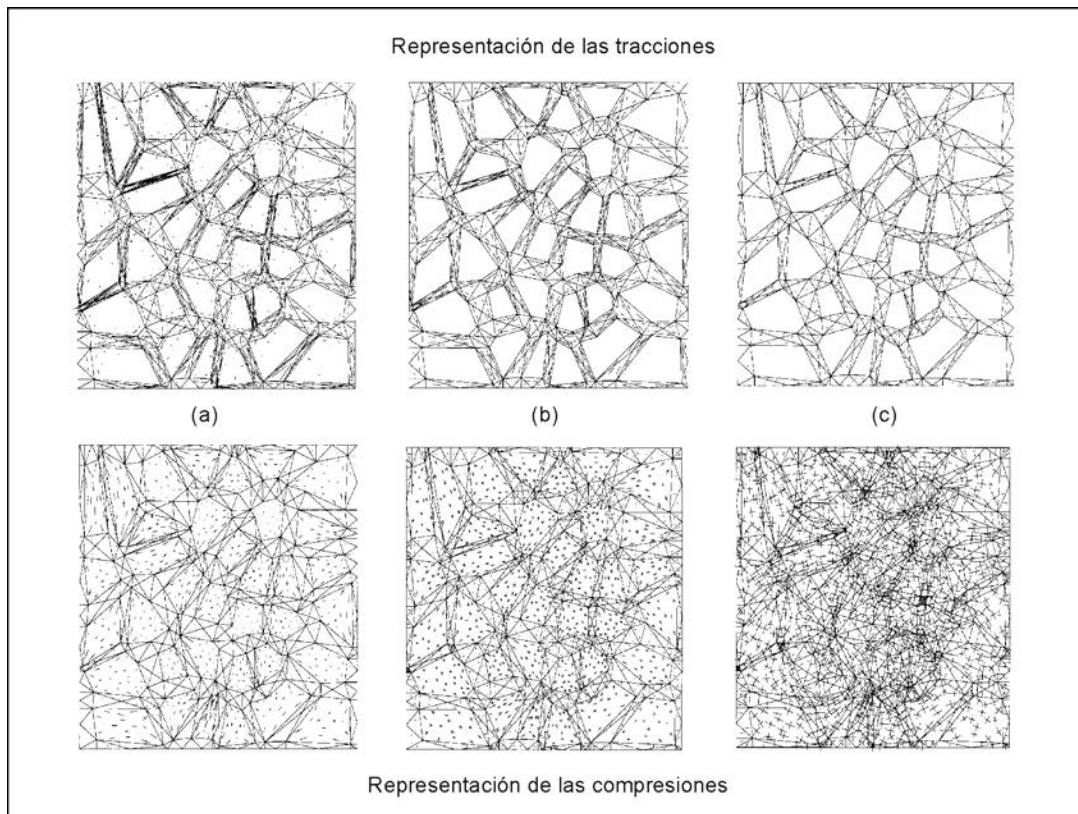 Representación de las tracciones
(a)
(b)
(c)
Representación de las compresiones